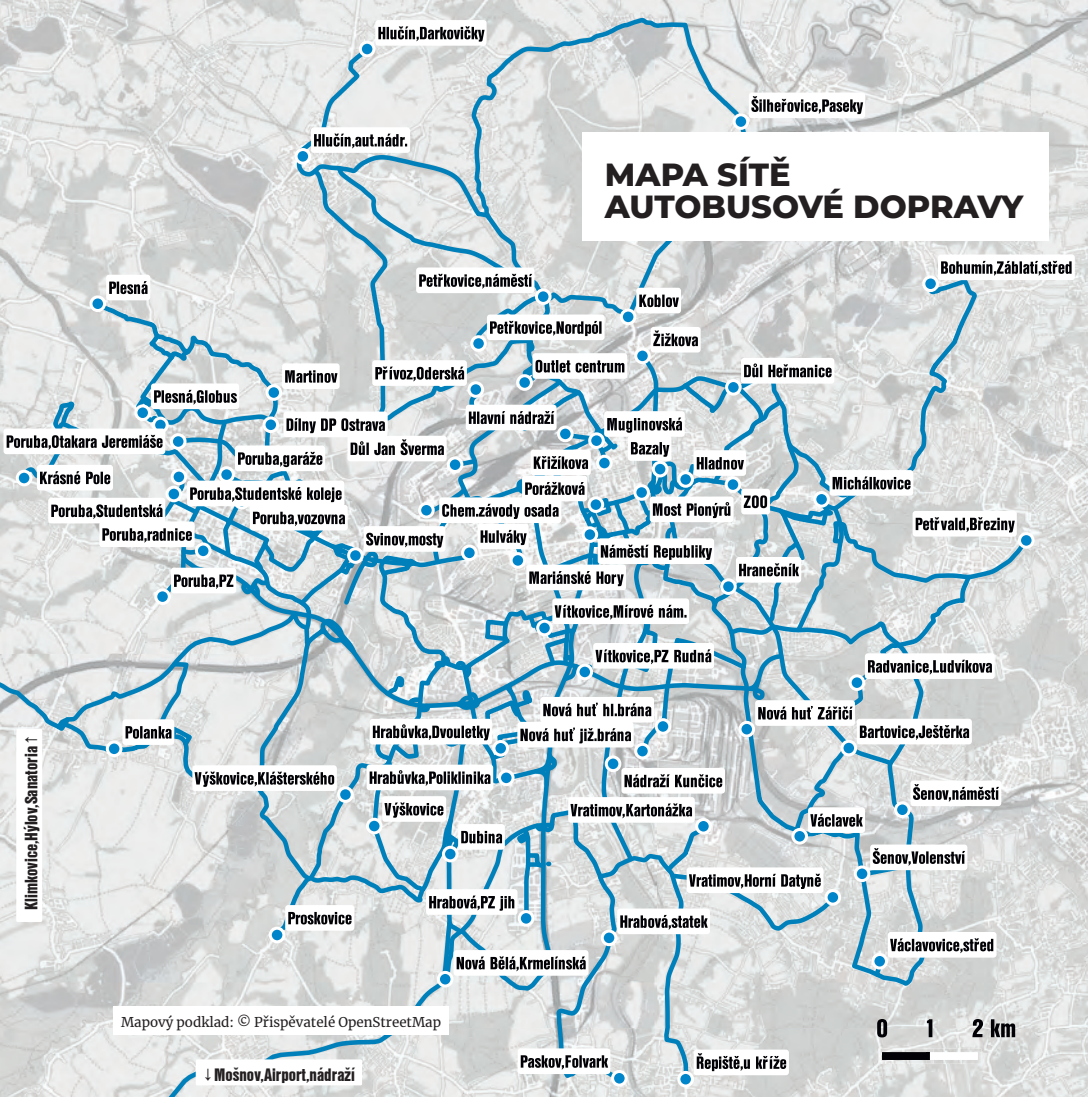 Hlučín,Darkovičky
Šilheřovice,Paseky
Hlučín,aut.nádr.
MAPA SÍTĚ
AUTOBUSOVÉ DOPRAVY
Bohumín,Záblatí,střed
Petřkovice,náměstí
Plesná
Koblov
Petřkovice,Nordpól
Žižkova
Outlet centrum
Přívoz,Oderská
Důl Heřmanice
Martinov
Plesná,Globus
Hlavní nádraží
Dílny DP Ostrava
Muglinovská
Poruba,Otakara Jeremiáše
Důl Jan Šverma
Bazaly
Poruba,garáže
Křižíkova
Hladnov
Krásné Pole
Michálkovice
Porážková
Poruba,Studentské koleje
ZOO
Poruba,Studentská
Chem.závody osada
Most Pionýrů
Poruba,vozovna
Petřvald,Březiny
Poruba,radnice
Svinov,mosty
Hulváky
Náměstí Republiky
Hranečník
Mariánské Hory
Poruba,PZ
Vítkovice,Mírové nám.
Vítkovice,PZ Rudná
Radvanice,Ludvíkova
Nová huť hl.brána
Nová huť Zářičí
Polanka
Hrabůvka,Dvouletky
Nová huť již.brána
Bartovice,Ještěrka
Výškovice,Klášterského
Hrabůvka,Poliklinika
Nádraží Kunčice
Klimkovice,Hýlov,Sanatoria ↑
Šenov,náměstí
Výškovice
Vratimov,Kartonážka
Václavek
Dubina
Šenov,Volenství
Vratimov,Horní Datyně
Hrabová,PZ jih
Proskovice
Hrabová,statek
Václavovice,střed
Nová Bělá,Krmelínská
Mapový podklad: © Přispěvatelé OpenStreetMap
0 1 2 km
Paskov,Folvark
Řepiště,u kříže
↓Mošnov,Airport,nádraží